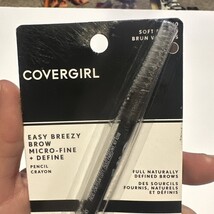 SOFT
BRUN
COVERGIRL
EASY BREEZY
BROW
MICRO-FINE
+ DEFINE
PENCIL
CRAYON
FULL NATURALLY
DEFINED BROWS
DES SOURCILS
FOURNIS, NATURELS
ET DÉFINIS